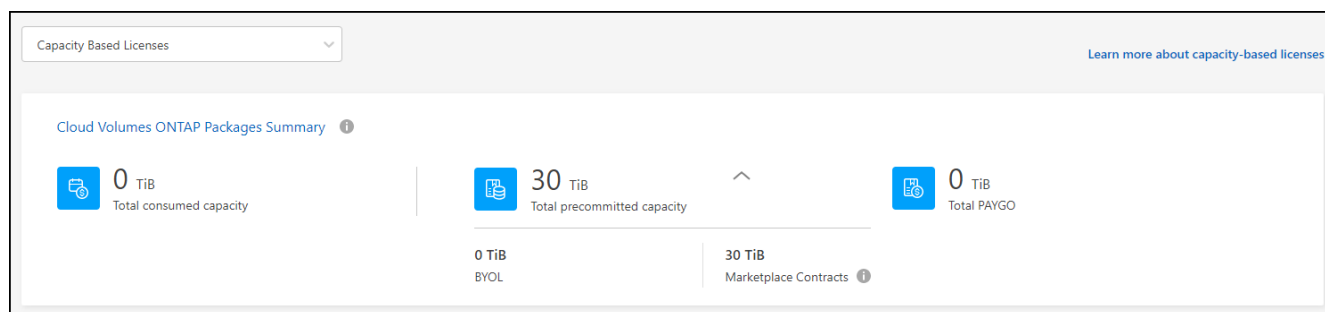 Capacity Based Licenses
Learn more about capacity-based licenses
Cloud Volumes ONTAP Packages Summary
0 TiB
Total consumed capacity
30 TiB
Total precommitted capacity
0 TiB
Total PAYGO
0 TiB
BYOL
30 TiB
Marketplace Contracts